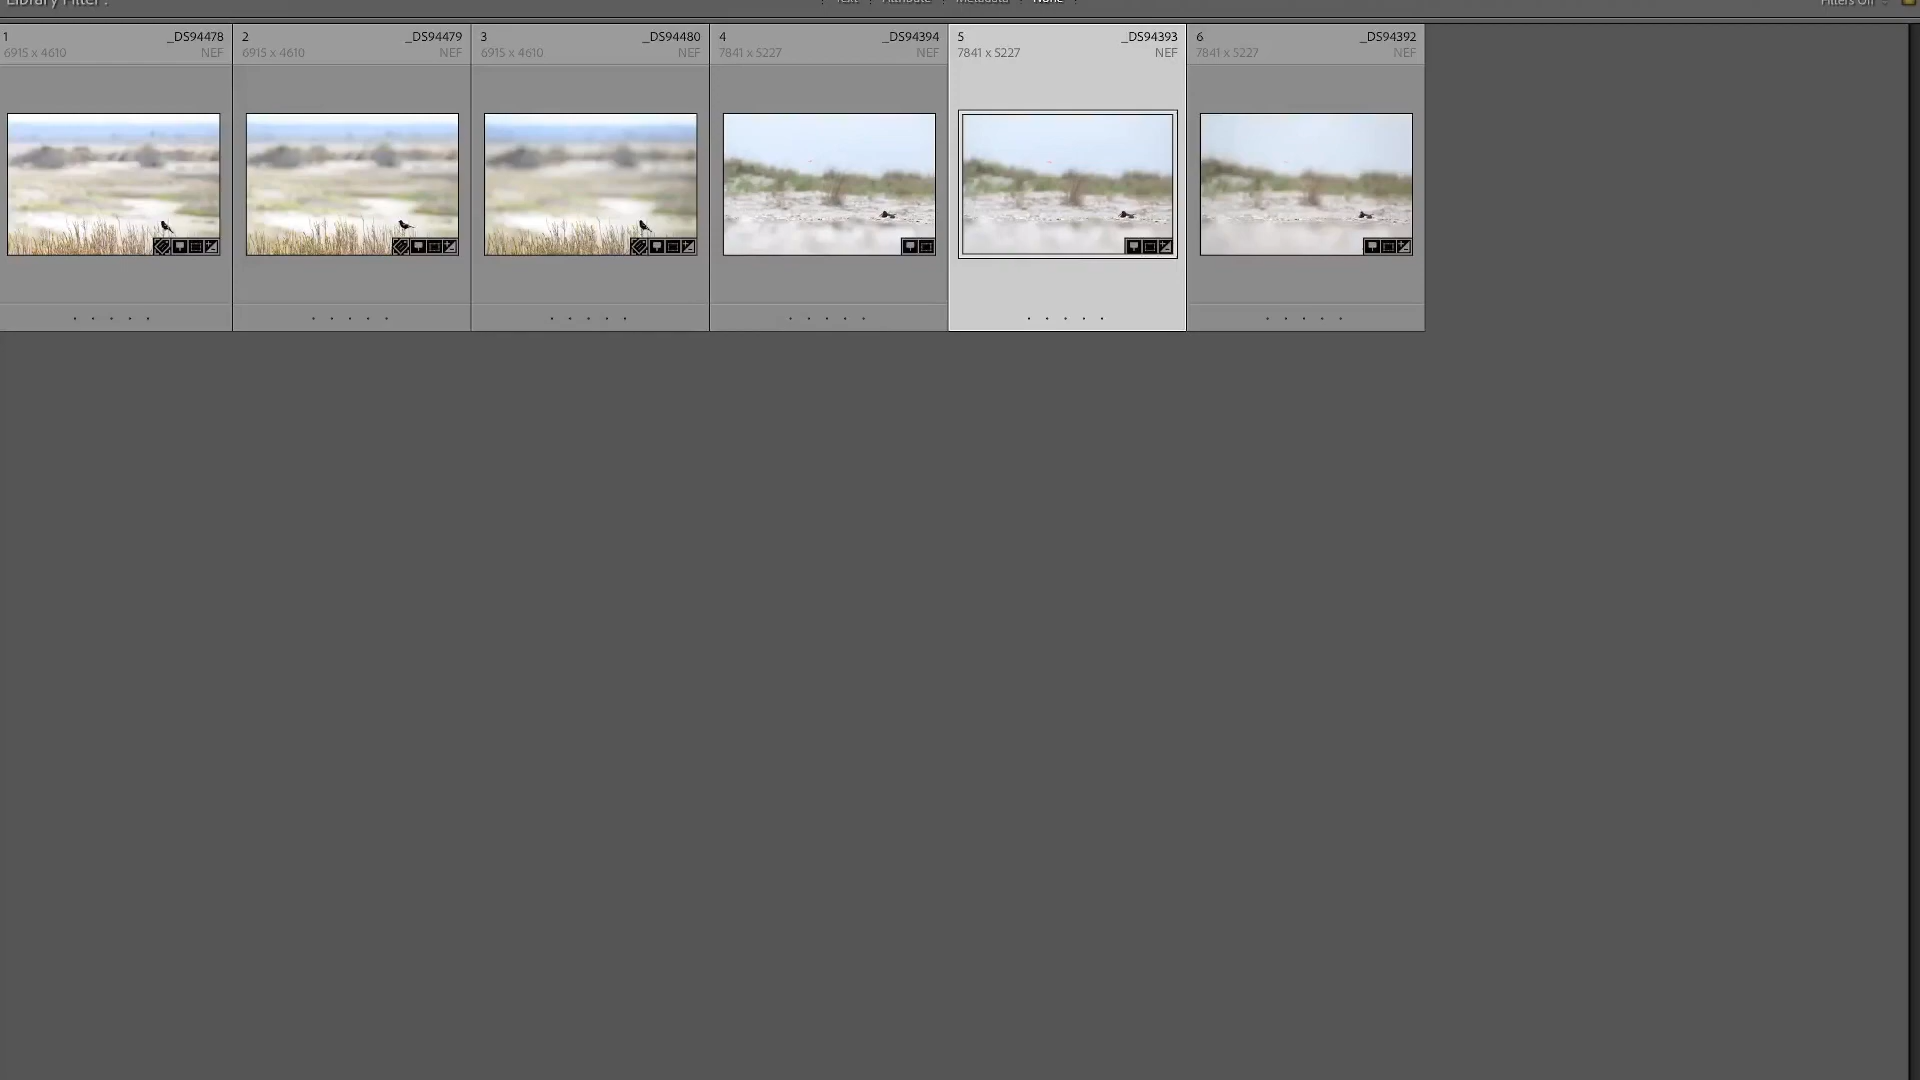 Library Filter :
Text Attribute Metadata None
Filters Off
1 _DS94478
6915 x 4610 NEF
2 _DS94479
6915 x 4610 NEF
3 _DS94480
6915 x 4610 NEF
4 _DS94394
7841 x 5227 NEF
5 _DS94393
7841 x 5227 NEF
6 _DS94392
7841 x 5227 NEF